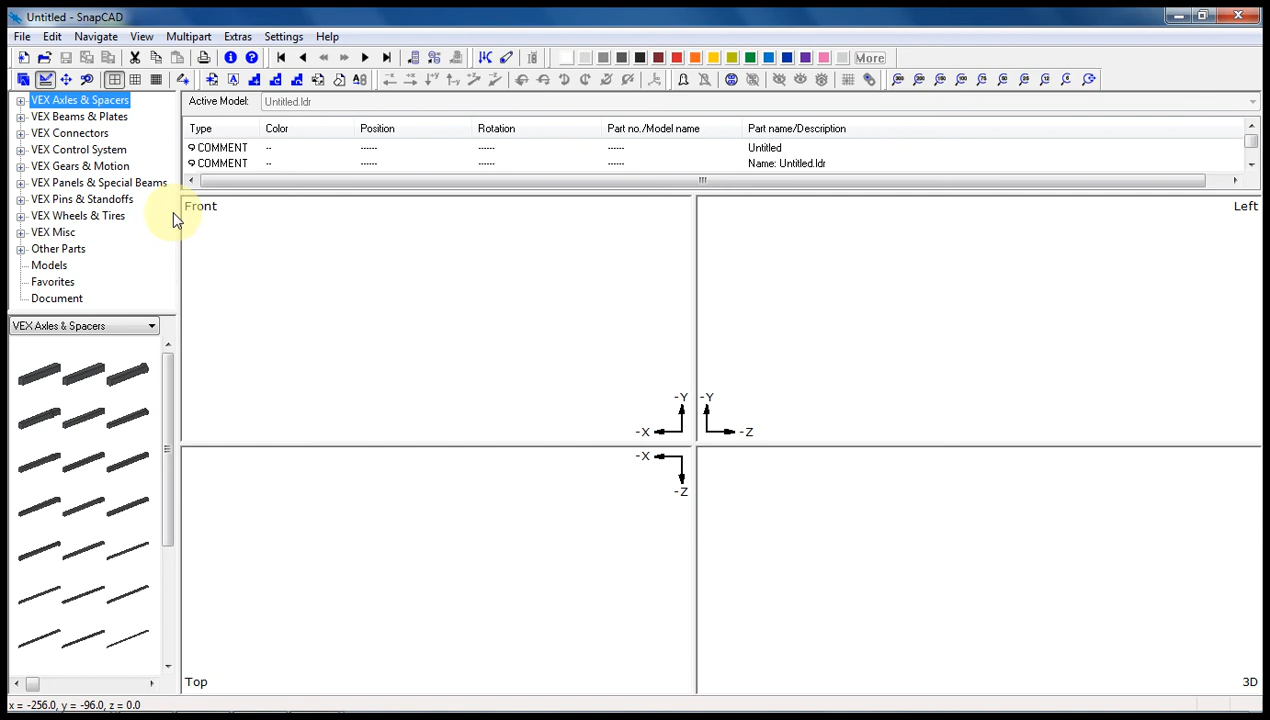 Untitled - SnapCAD
File Edit Navigate View Multipart Extras Settings Help
More
VEX Axles & Spacers
VEX Beams & Plates
VEX Connectors
VEX Control System
VEX Gears & Motion
VEX Panels & Special Beams
VEX Pins & Standoffs
VEX Wheels & Tires
VEX Misc
Other Parts
Models
Favorites
Document
VEX Axles & Spacers
Active Model: Untitled.ldr
Type Color Position Rotation Part no./Model name Part name/Description
COMMENT -- ------ ------ ------ Untitled
COMMENT -- ------ ------ ------ Name: Untitled.ldr
Front
Left
-Y
-X
-Y
-Z
-X
-Z
Top
3D
x = -256.0, y = -96.0, z = 0.0